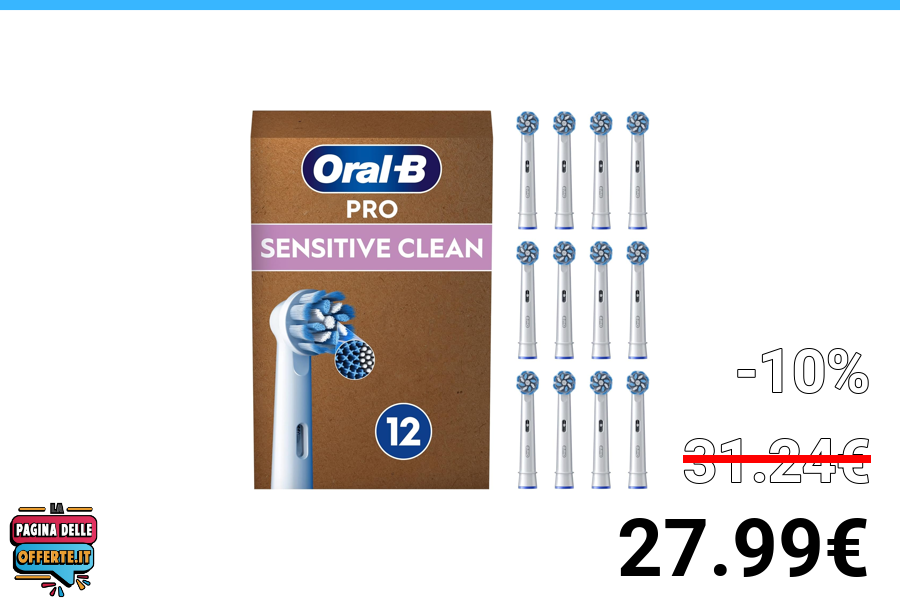 Oral-B
PRO
SENSITIVE CLEAN
12
-10%
31.24€
27.99€
LA
PAGINA DELLE
OFFERTE.IT